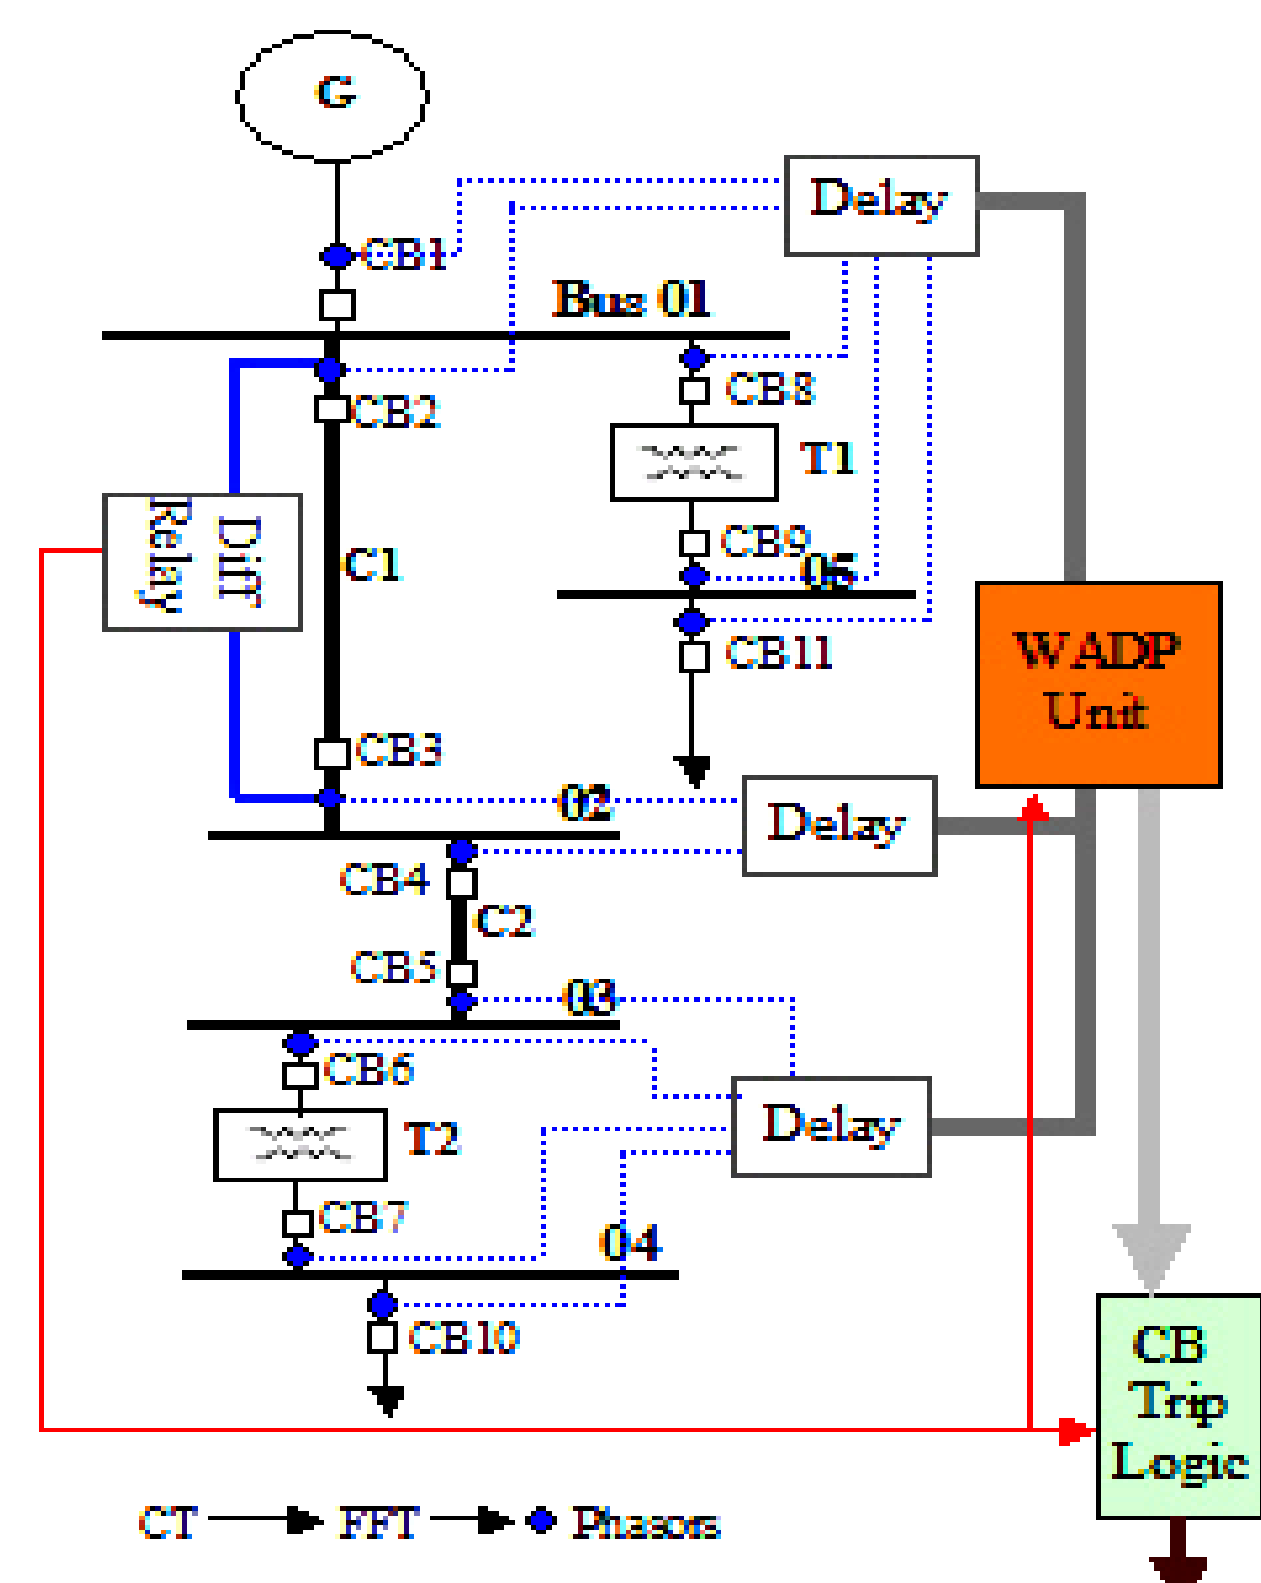 G
Delay
CB1
Bus 01
CB8
CB2
T1
Diff
Relay
CB9
05
C1
WADP
Unit
CB11
CB3
02
Delay
CB4
C2
CB5
03
CB6
Delay
T2
CB7
04
CB10
CB
Trip
Logic
CT FFT Phasors